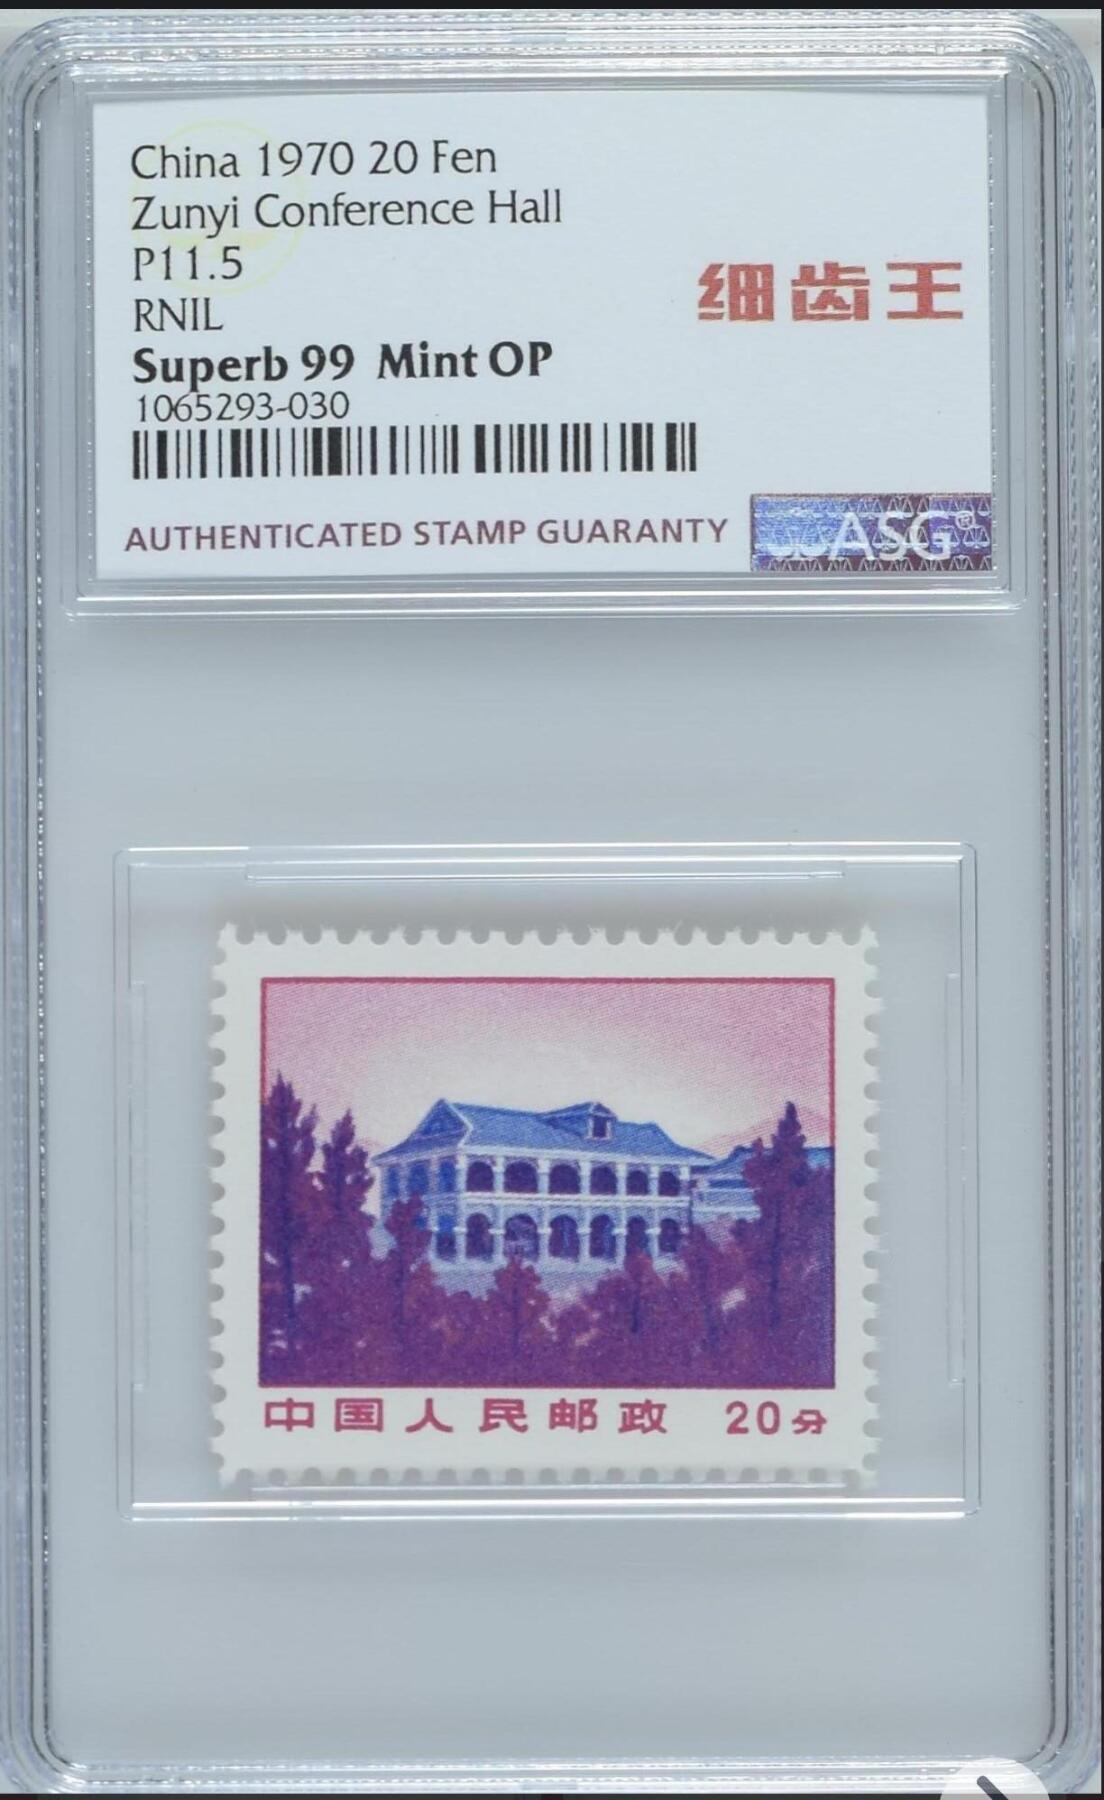 China 1970 20 Fen
Zunyi Conference Hall
P11.5
RNIL
细齿王
Superb 99 Mint OP
1065293-030
AUTHENTICATED STAMP GUARANTY
ASG®
中国人民邮政 20分